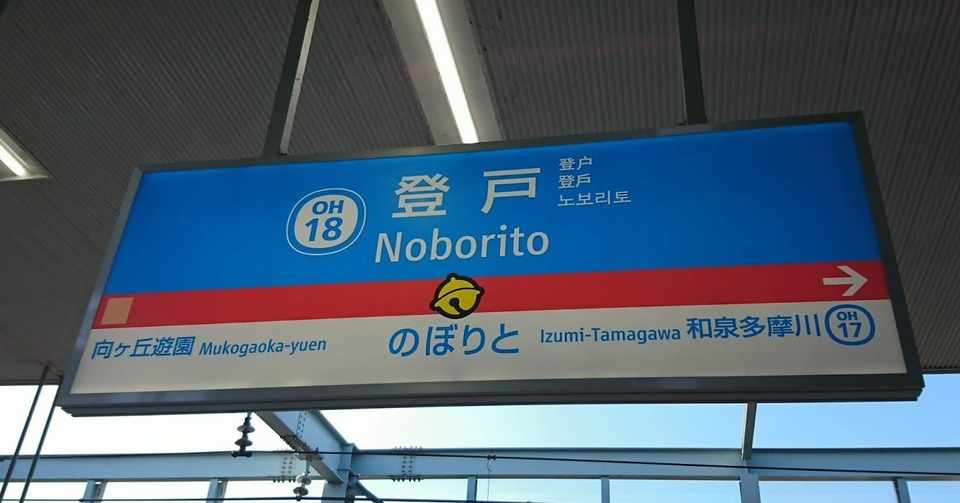 OH
18
登戸
登户
登戶
노보리토
Noborito
向ヶ丘遊園 Mukogaoka-yuen
のぼりと
Izumi-Tamagawa 和泉多摩川
OH
17